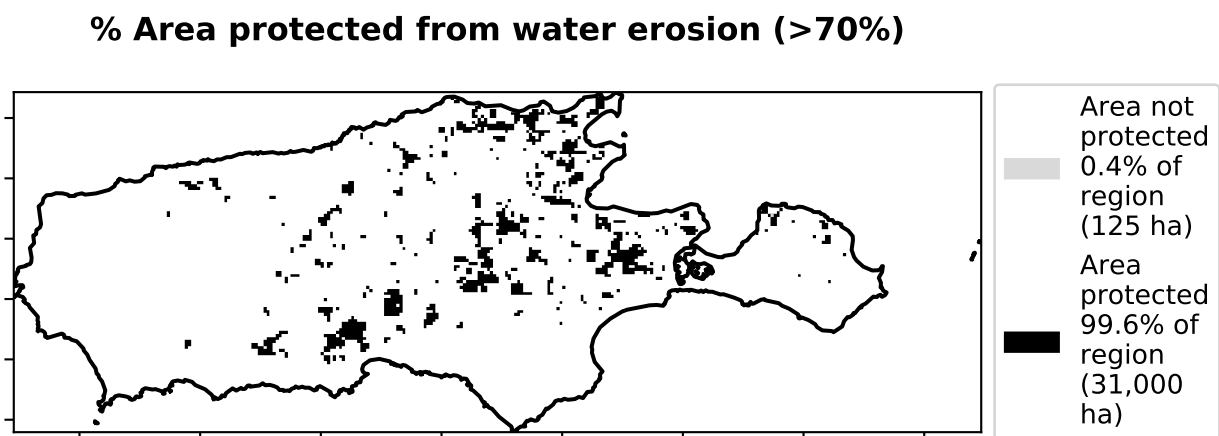 % Area protected from water erosion (>70%)
Area not
protected
0.4% of
region
(125 ha)
Area
protected
99.6% of
region
(31,000
ha)